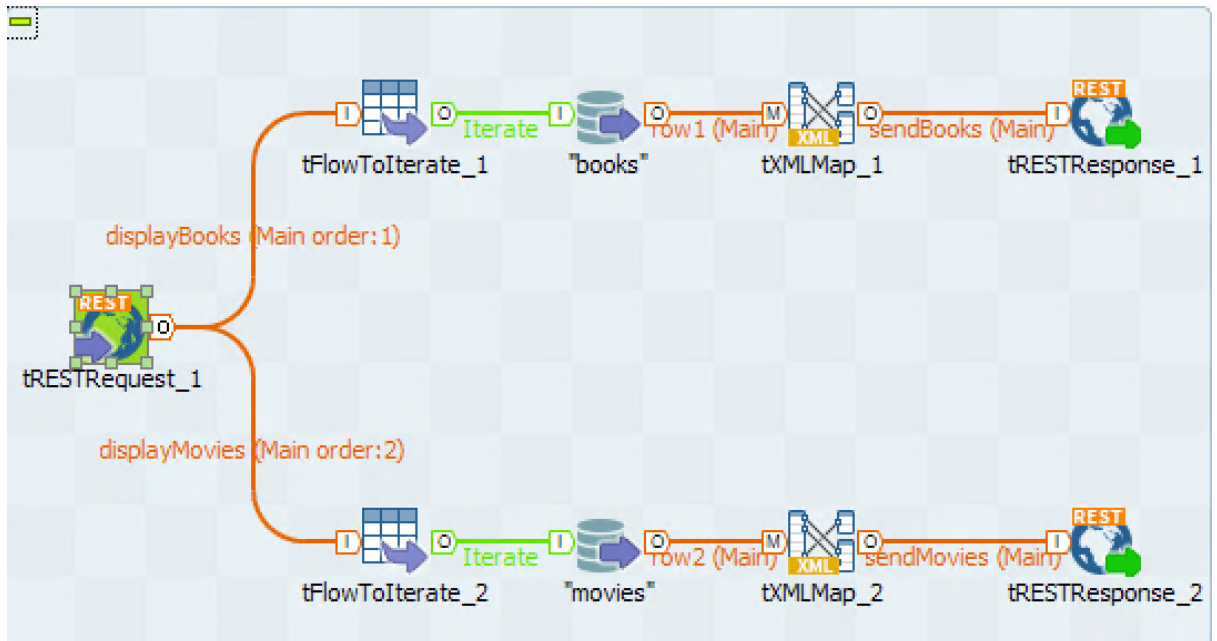 REST
I O Iterate I O row1 (Main) M XML O sendBooks (Main) I
tFlowToIterate_1 "books" tXMLMap_1 tRESTResponse_1
displayBooks (Main order:1)
REST O
tRESTRequest_1
displayMovies (Main order:2)
REST
I O Iterate I O row2 (Main) M XML O sendMovies (Main) I
tFlowToIterate_2 "movies" tXMLMap_2 tRESTResponse_2